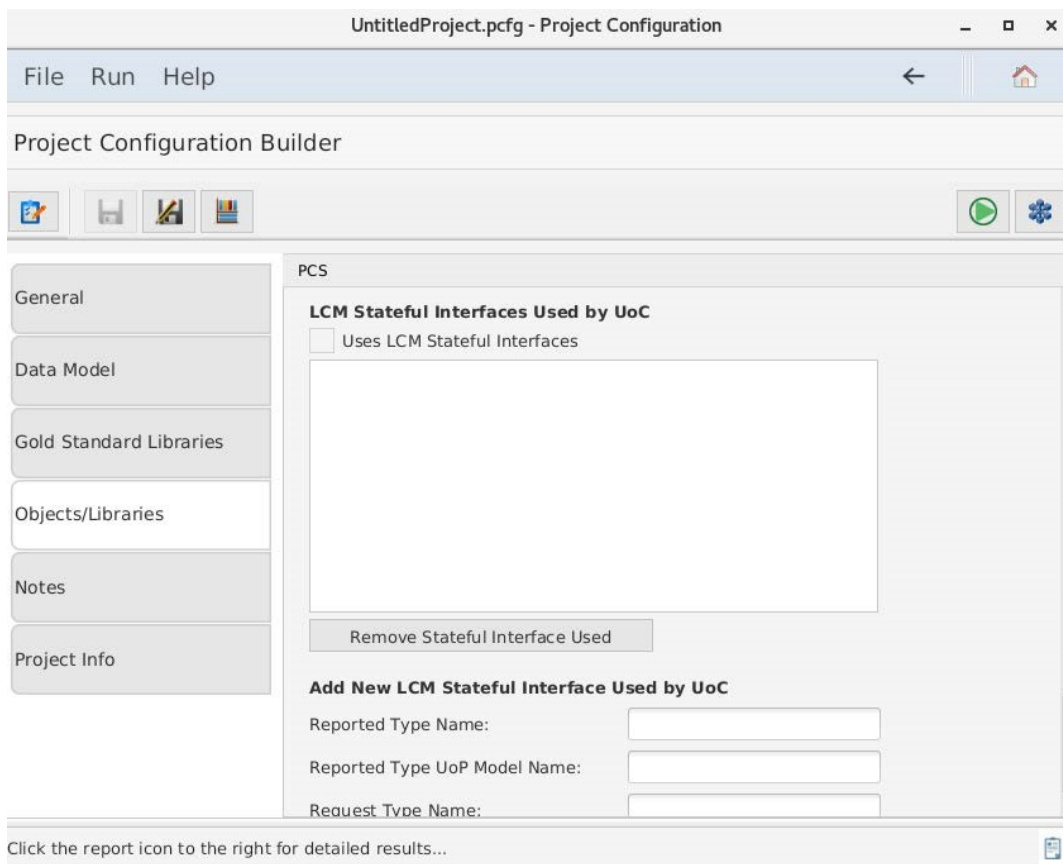 UntitledProject.pcfg - Project Configuration
File Run Help
Project Configuration Builder
General
Data Model
Gold Standard Libraries
Objects/Libraries
Notes
Project Info
PCS
LCM Stateful Interfaces Used by UoC
Uses LCM Stateful Interfaces
Remove Stateful Interface Used
Add New LCM Stateful Interface Used by UoC
Reported Type Name:
Reported Type UoP Model Name:
Request Type Name:
Click the report icon to the right for detailed results...